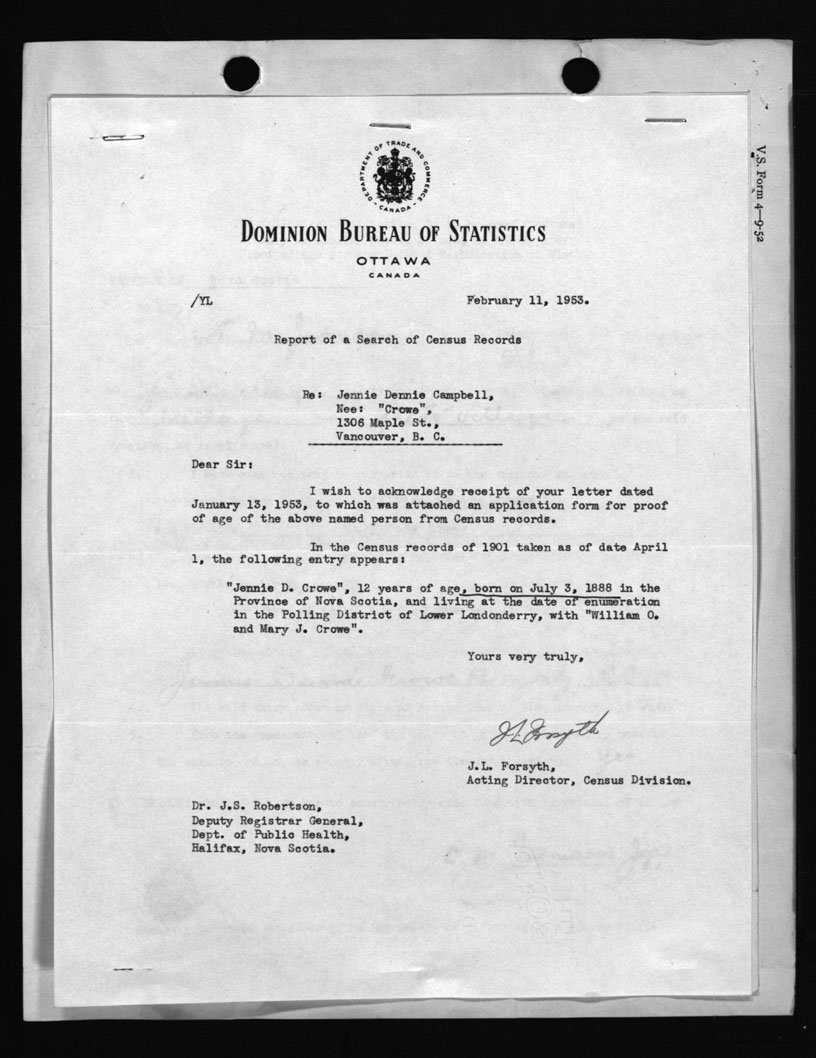 DEPARTMENT OF TRADE AND COMMERCE
- CANADA -
DOMINION BUREAU OF STATISTICS
OTTAWA
CANADA
V.S. Form 4—9-52
/YL February 11, 1953.
Report of a Search of Census Records
Re: Jennie Dennie Campbell,
Nee: "Crowe",
1306 Maple St.,
Vancouver, B. C.
Dear Sir:
I wish to acknowledge receipt of your letter dated
January 13, 1953, to which was attached an application form for proof
of age of the above named person from Census records.
In the Census records of 1901 taken as of date April
1, the following entry appears:
"Jennie D. Crowe", 12 years of age, born on July 3, 1888 in the
Province of Nova Scotia, and living at the date of enumeration
in the Polling District of Lower Londonderry, with "William O.
and Mary J. Crowe".
Yours very truly,
J.L. Forsyth
J.L. Forsyth,
Acting Director, Census Division.
Dr. J.S. Robertson,
Deputy Registrar General,
Dept. of Public Health,
Halifax, Nova Scotia.